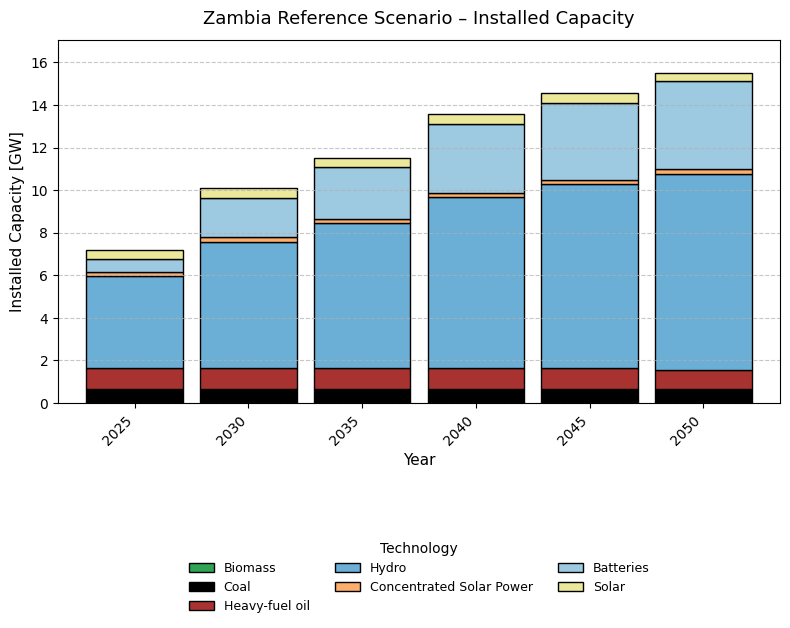 Zambia Reference Scenario – Installed Capacity
Installed Capacity [GW]
16
14
12
10
8
6
4
2
0
2025 2030 2035 2040 2045 2050
Year
Technology
Biomass Hydro Batteries
Coal Concentrated Solar Power Solar
Heavy-fuel oil